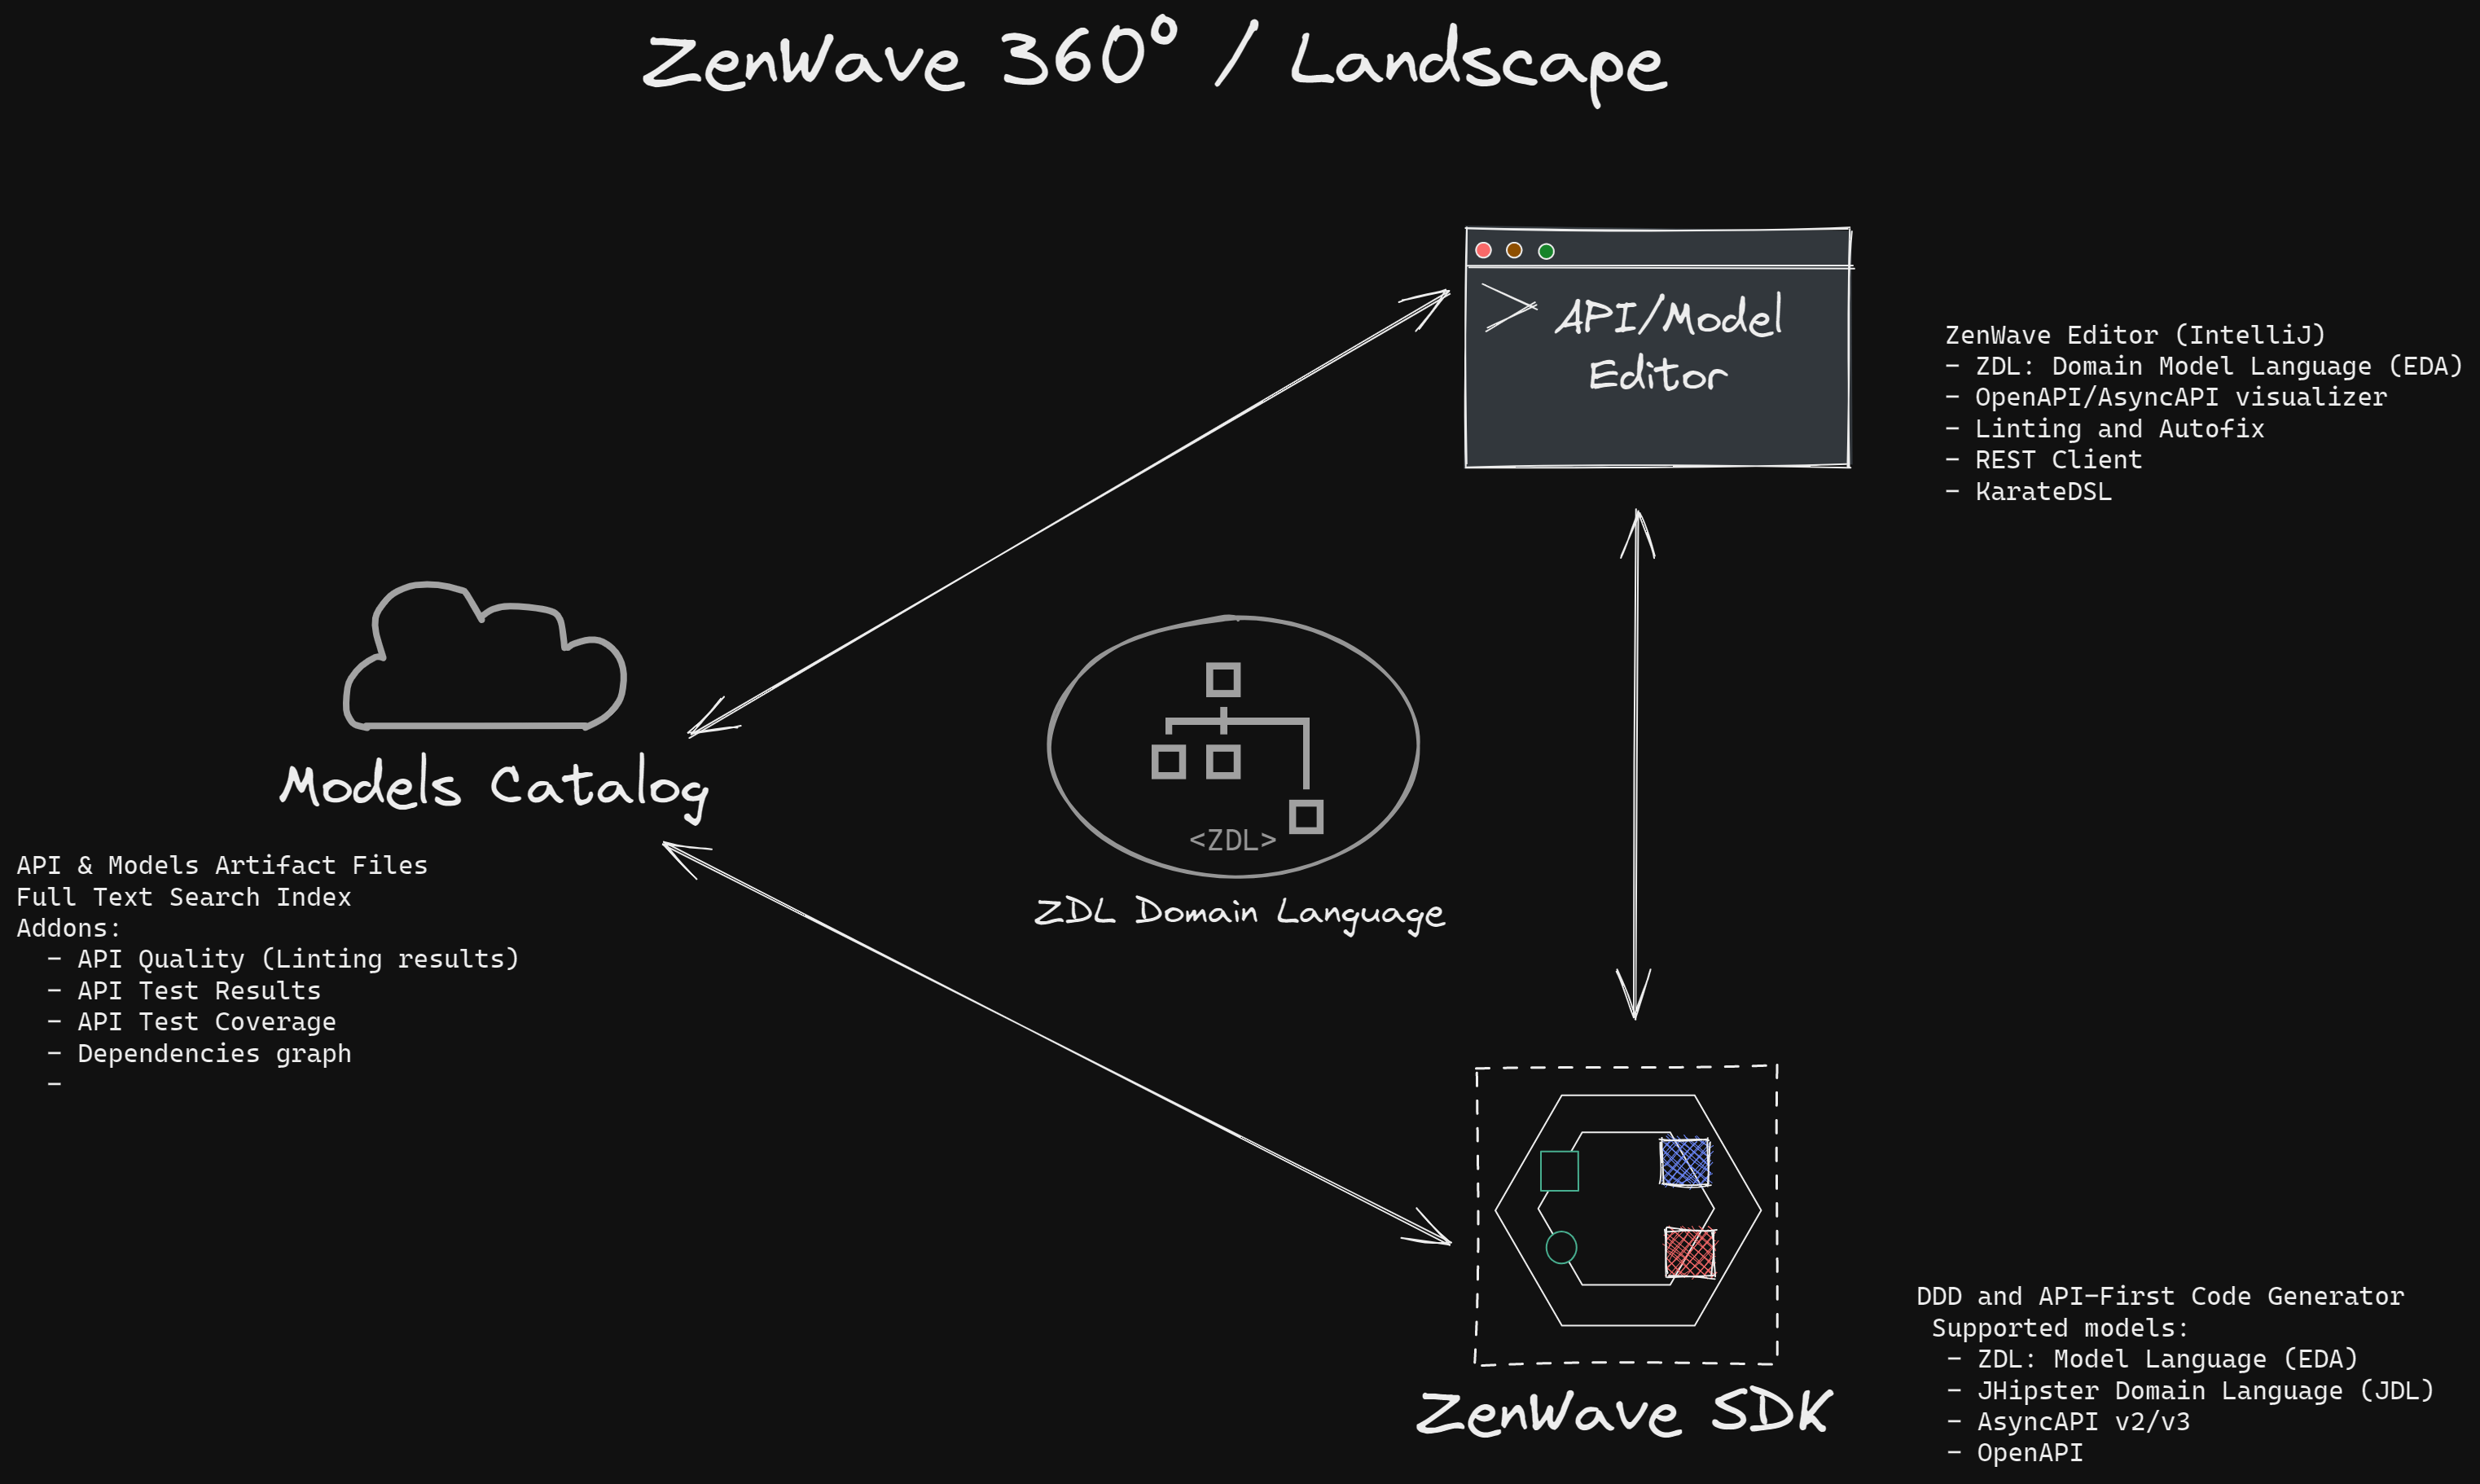 ZenWave 360° / Landscape
API/Model
Editor
ZenWave Editor (IntelliJ)
- ZDL: Domain Model Language (EDA)
- OpenAPI/AsyncAPI visualizer
- Linting and Autofix
- REST Client
- KarateDSL
Models Catalog
API & Models Artifact Files
Full Text Search Index
Addons:
- API Quality (Linting results)
- API Test Results
- API Test Coverage
- Dependencies graph
-
<ZDL>
ZDL Domain Language
ZenWave SDK
DDD and API-First Code Generator
Supported models:
- ZDL: Model Language (EDA)
- JHipster Domain Language (JDL)
- AsyncAPI v2/v3
- OpenAPI